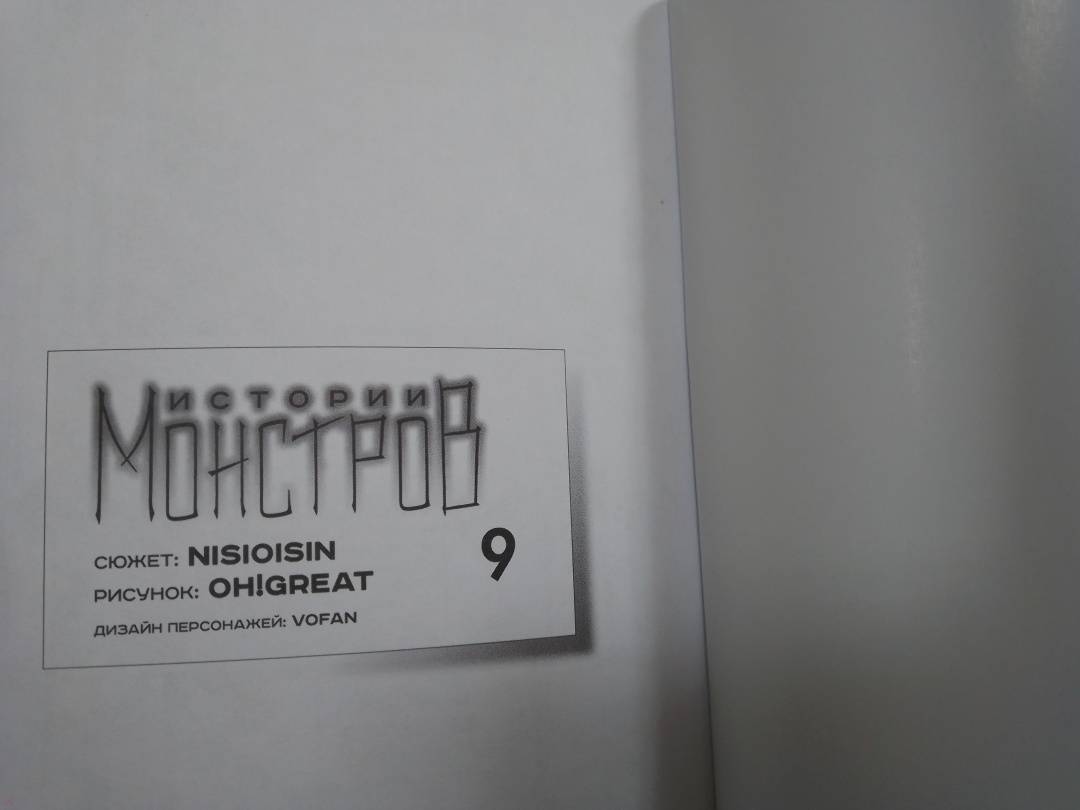 ИСТОРИИ
МОНСТРОВ
СЮЖЕТ: NISIOISIN
РИСУНОК: OH!GREAT
9
ДИЗАЙН ПЕРСОНАЖЕЙ: VOFAN